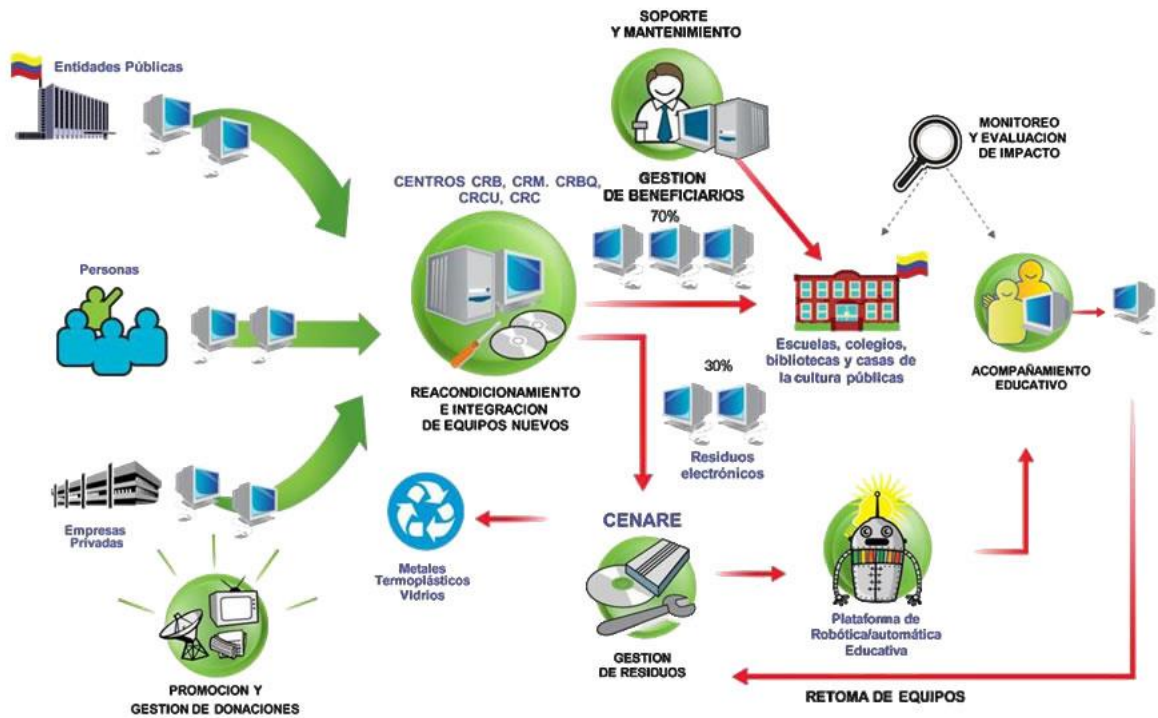 SOPORTE
Y MANTENIMIENTO
Entidades Públicas
MONITOREO
Y EVALUACION
DE IMPACTO
CENTROS CRB, CRM. CRBQ,
CRCU, CRC
GESTION
DE BENEFICIARIOS
70%
Personas
Escuelas, colegios,
bibliotecas y casas de
la cultura públicas
ACOMPAÑAMIENTO
EDUCATIVO
REACONDICIONAMIENTO
E INTEGRACION
DE EQUIPOS NUEVOS
30%
Residuos
electrónicos
Empresas
Privadas
CENARE
Metales
Termoplásticos
Vidrios
Plataforma de
Robótica/automática
Educativa
GESTION
DE RESIDUOS
RETOMA DE EQUIPOS
PROMOCION Y
GESTION DE DONACIONES